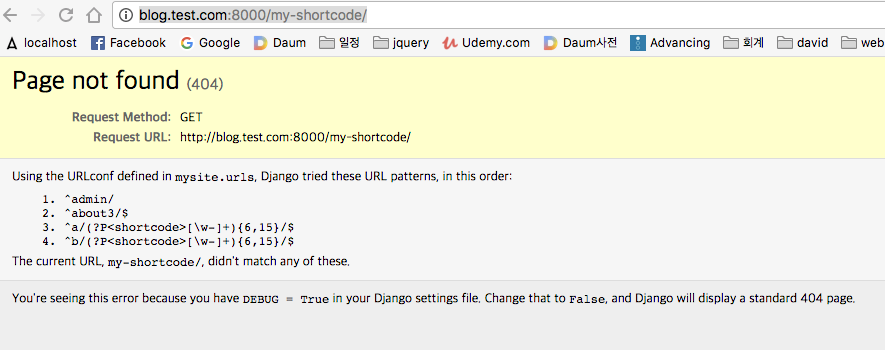 blog.test.com:8000/my-shortcode/
localhost Facebook Google Daum 일정 jquery Udemy.com Daum사전 Advancing 회계 david web
Page not found (404)
Request Method: GET
Request URL: http://blog.test.com:8000/my-shortcode/
Using the URLconf defined in mysite.urls, Django tried these URL patterns, in this order:
1. ^admin/
2. ^about3/$
3. ^a/(?P<shortcode>[\w-]+){6,15}/$
4. ^b/(?P<shortcode>[\w-]+){6,15}/$
The current URL, my-shortcode/, didn't match any of these.
You're seeing this error because you have DEBUG = True in your Django settings file. Change that to False, and Django will display a standard 404 page.